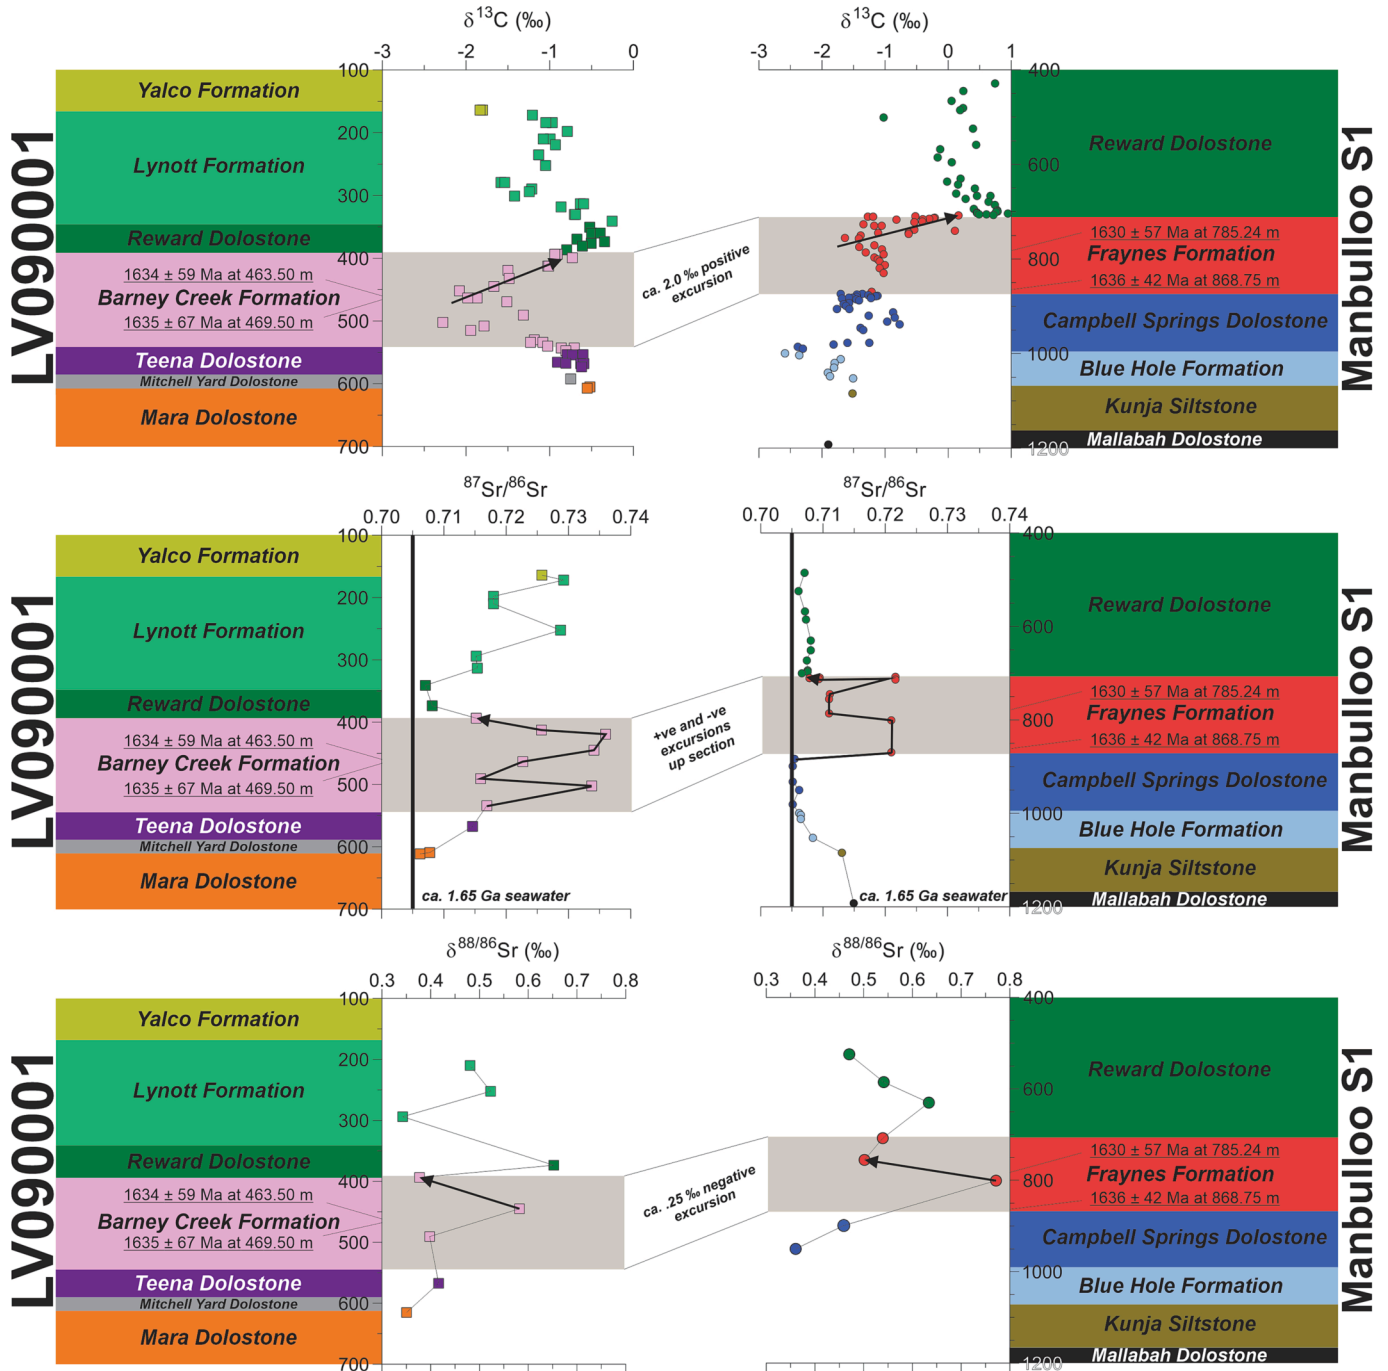 δ13C (‰)
-3 -2 -1 0
100
200
300
400
500
600
700
LV090001
Yalco Formation
Lynott Formation
Reward Dolostone
1634 ± 59 Ma at 463.50 m
Barney Creek Formation
1635 ± 67 Ma at 469.50 m
Teena Dolostone
Mitchell Yard Dolostone
Mara Dolostone
ca. 2.0 ‰ positive
excursion
δ13C (‰)
-3 -2 -1 0 1
400
600
800
1000
1200
Reward Dolostone
1630 ± 57 Ma at 785.24 m
Fraynes Formation
1636 ± 42 Ma at 868.75 m
Campbell Springs Dolostone
Blue Hole Formation
Kunja Siltstone
Mallabah Dolostone
Manbulloo S1
87Sr/86Sr
0.70 0.71 0.72 0.73 0.74
100
200
300
400
500
600
700
LV090001
Yalco Formation
Lynott Formation
Reward Dolostone
1634 ± 59 Ma at 463.50 m
Barney Creek Formation
1635 ± 67 Ma at 469.50 m
Teena Dolostone
Mitchell Yard Dolostone
Mara Dolostone
ca. 1.65 Ga seawater
+ve and -ve
excursions
up section
87Sr/86Sr
0.70 0.71 0.72 0.73 0.74
400
600
800
1000
1200
ca. 1.65 Ga seawater
Reward Dolostone
1630 ± 57 Ma at 785.24 m
Fraynes Formation
1636 ± 42 Ma at 868.75 m
Campbell Springs Dolostone
Blue Hole Formation
Kunja Siltstone
Mallabah Dolostone
Manbulloo S1
δ88/86Sr (‰)
0.3 0.4 0.5 0.6 0.7 0.8
100
200
300
400
500
600
700
LV090001
Yalco Formation
Lynott Formation
Reward Dolostone
1634 ± 59 Ma at 463.50 m
Barney Creek Formation
1635 ± 67 Ma at 469.50 m
Teena Dolostone
Mitchell Yard Dolostone
Mara Dolostone
ca. .25 ‰ negative
excursion
δ88/86Sr (‰)
0.3 0.4 0.5 0.6 0.7 0.8
400
600
800
1000
1200
Reward Dolostone
1630 ± 57 Ma at 785.24 m
Fraynes Formation
1636 ± 42 Ma at 868.75 m
Campbell Springs Dolostone
Blue Hole Formation
Kunja Siltstone
Mallabah Dolostone
Manbulloo S1